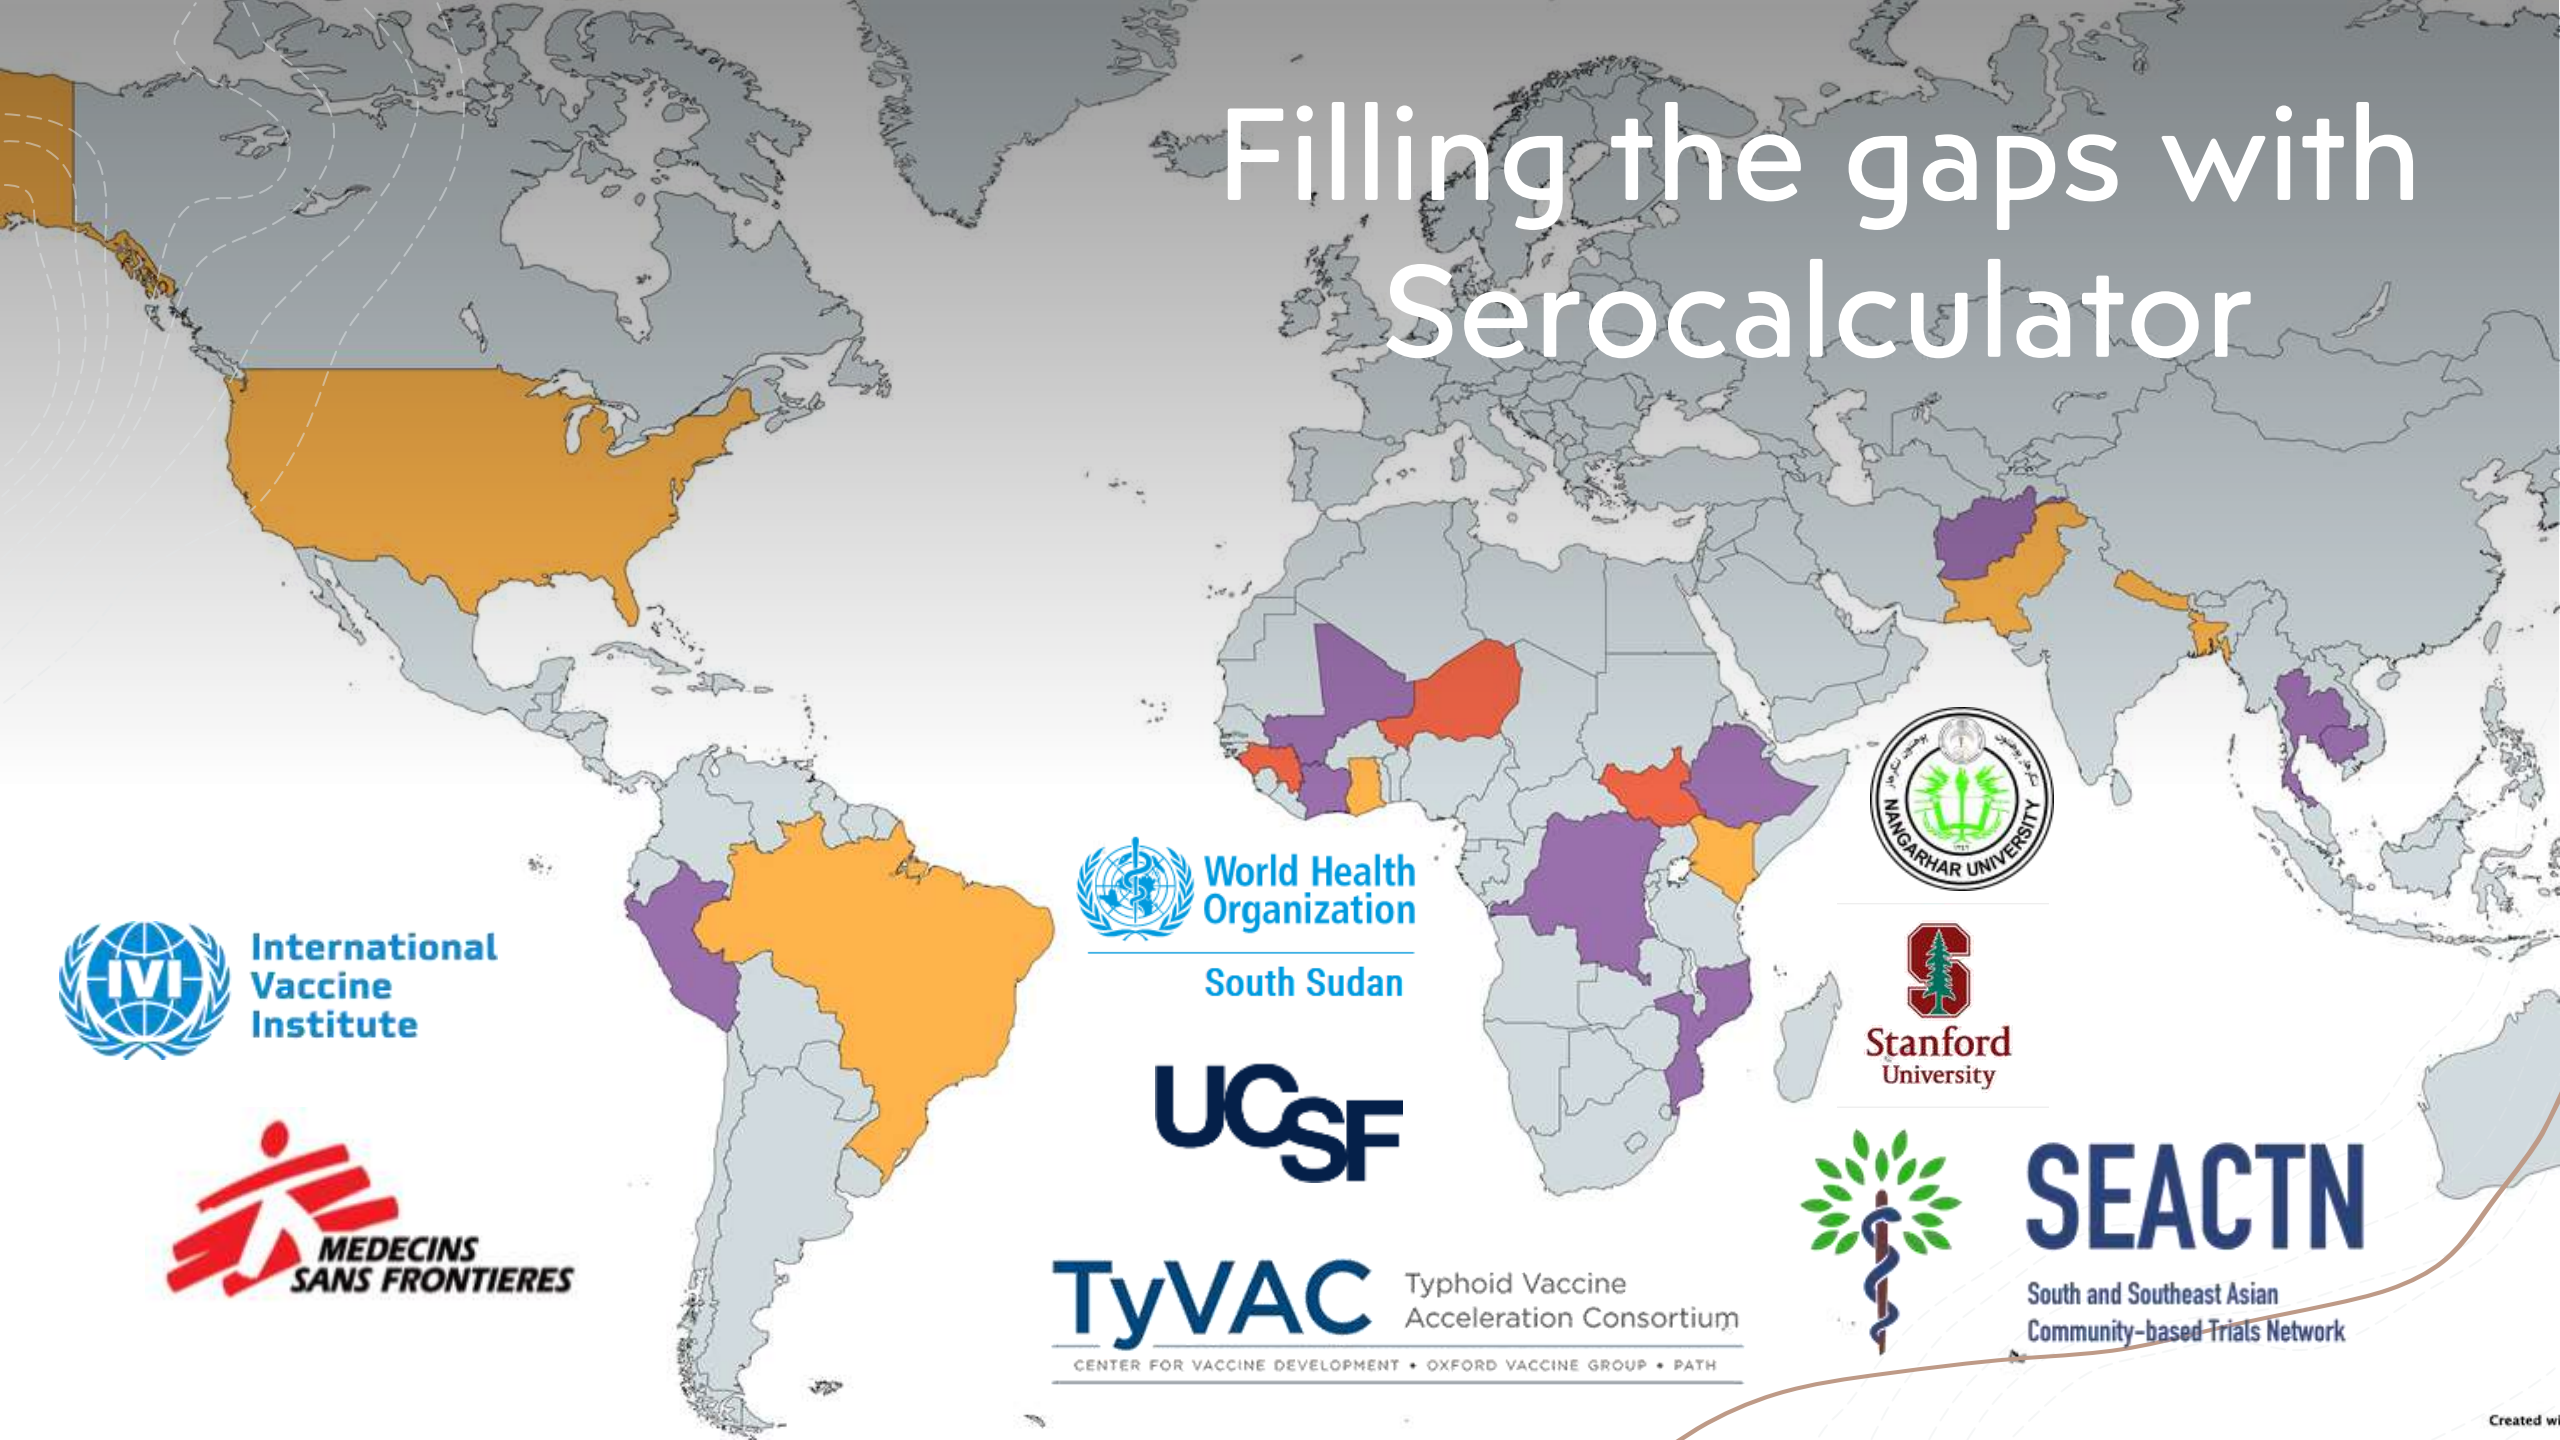 Filling the gaps with
Serocalculator
NANGARHAR UNIVERSITY
World Health
Organization
South Sudan
IVI
International
Vaccine
Institute
Stanford
University
UCSF
MEDECINS
SANS FRONTIERES
SEACTN
South and Southeast Asian
Community-based Trials Network
TyVAC
Typhoid Vaccine
Acceleration Consortium
CENTER FOR VACCINE DEVELOPMENT • OXFORD VACCINE GROUP • PATH
Created wi